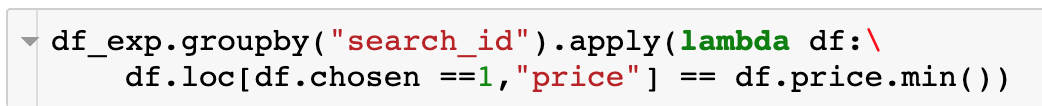 df_exp.groupby("search_id").apply(lambda df:\
df.loc[df.chosen ==1,"price"] == df.price.min())